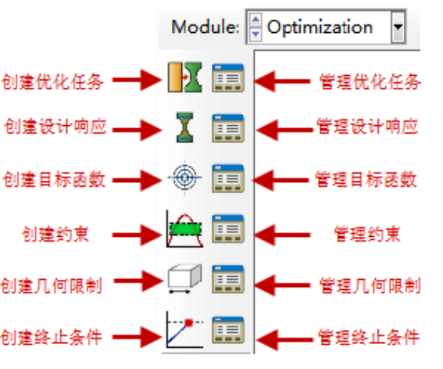 Module: Optimization
创建优化任务 管理优化任务
创建设计响应 管理设计响应
创建目标函数 管理目标函数
创建约束 管理约束
创建几何限制 管理几何限制
创建终止条件 管理终止条件